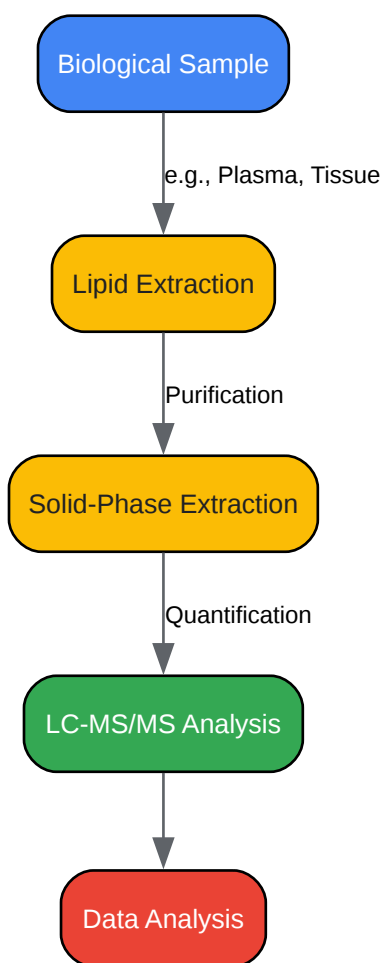 Biological Sample
e.g., Plasma, Tissue
Lipid Extraction
Purification
Solid-Phase Extraction
Quantification
LC-MS/MS Analysis
Data Analysis